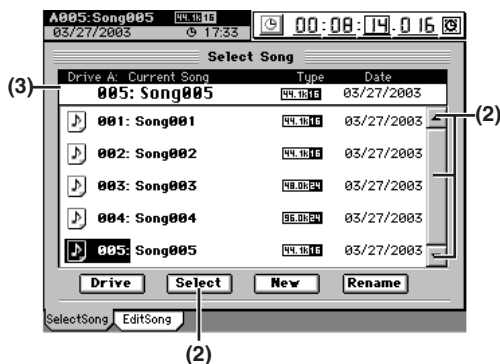 A005:Song005 44.1k16
03/27/2003 17:33 00:08:14.016
Select Song
Drive A: Current Song Type Date
(3)
005: Song005 44.1k16 03/27/2003
001: Song001 44.1k16 03/27/2003
(2)
002: Song002 44.1k16 03/27/2003
003: Song003 48.0k24 03/27/2003
004: Song004 96.0k24 03/27/2003
005: Song005 44.1k16 03/27/2003
Drive Select New Rename
SelectSong EditSong
(2)